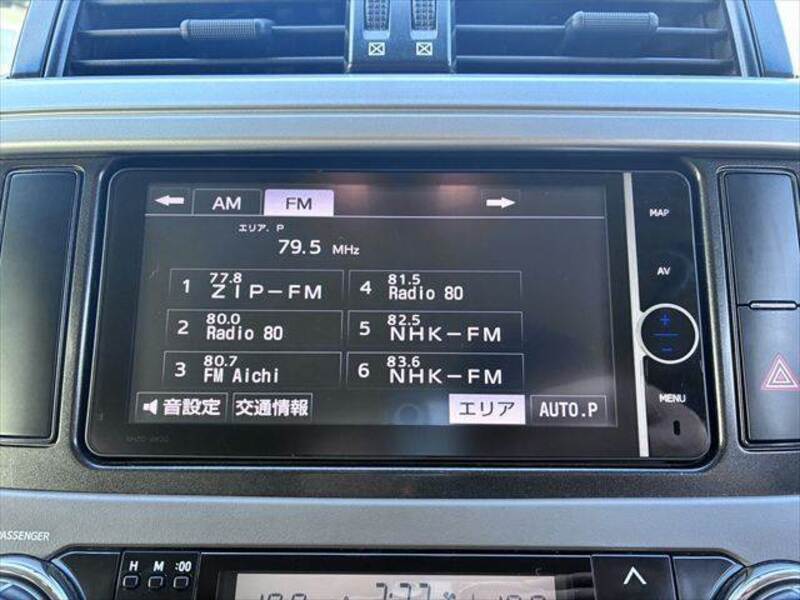 AM FM
エリア. P
79.5 MHz
MAP
AV
1 77.8 ZIP-FM
4 81.5 Radio 80
2 80.0 Radio 80
5 82.5 NHK-FM
3 80.7 FM Aichi
6 83.6 NHK-FM
音設定 交通情報 エリア AUTO.P
MENU
PASSENGER
H M :00